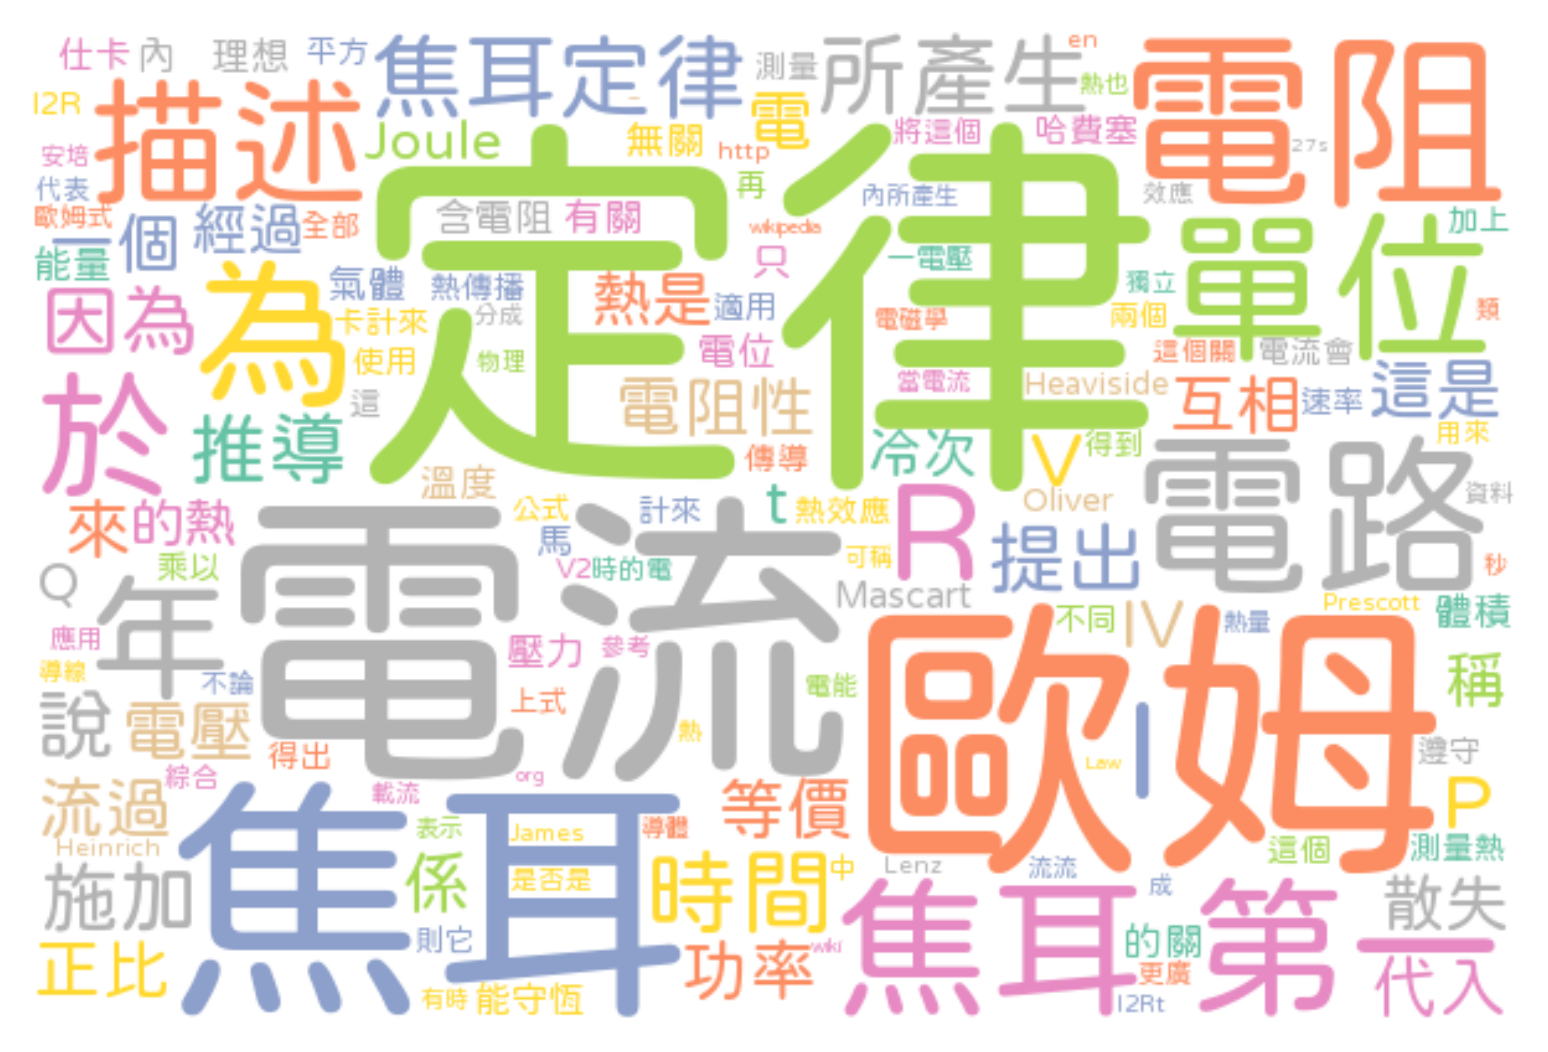 仕卡
內
理想
平方
焦耳定律
測量
所產生
en
熱也
電阻
I2R
描述
Joule
無關
電
http
將這個
哈費塞
27s
安培
代表
再
內所產生
效應
歐姆式
一個
經過
全部
含電阻
有關
wikipedia
定律
單位
加上
能量
為
氣體
熱傳播
熱是
適用
只
一電壓
獨立
因為
卡計來
分成
電磁學
兩個
類
使用
物理
電位
這個關
電流會
於
推導
這
電阻性
當電流
Heaviside
互相
速率
這是
溫度
傳導
冷次
V
得到
用來
來
的熱
公式
計來
t
熱效應
R
Oliver
電路
資料
馬
提出
乘以
V2
時的電
可稱
秒
Q
年
電流
Mascart
Prescott
體積
應用
壓力
參考
不同
IV
熱量
導線
不論
電能
歐姆
稱
說
電壓
上式
熱
I
得出
Law
遵守
綜合
org
流過
載流
焦耳
等價
P
Heinrich
表示
James
導體
這個
測量熱
施加
係
是否是
時間
中
Lenz
流流
成
散失
則它
焦耳第一
的關
正比
功率
wiki
更廣
代入
有時
能守恆
I2Rt